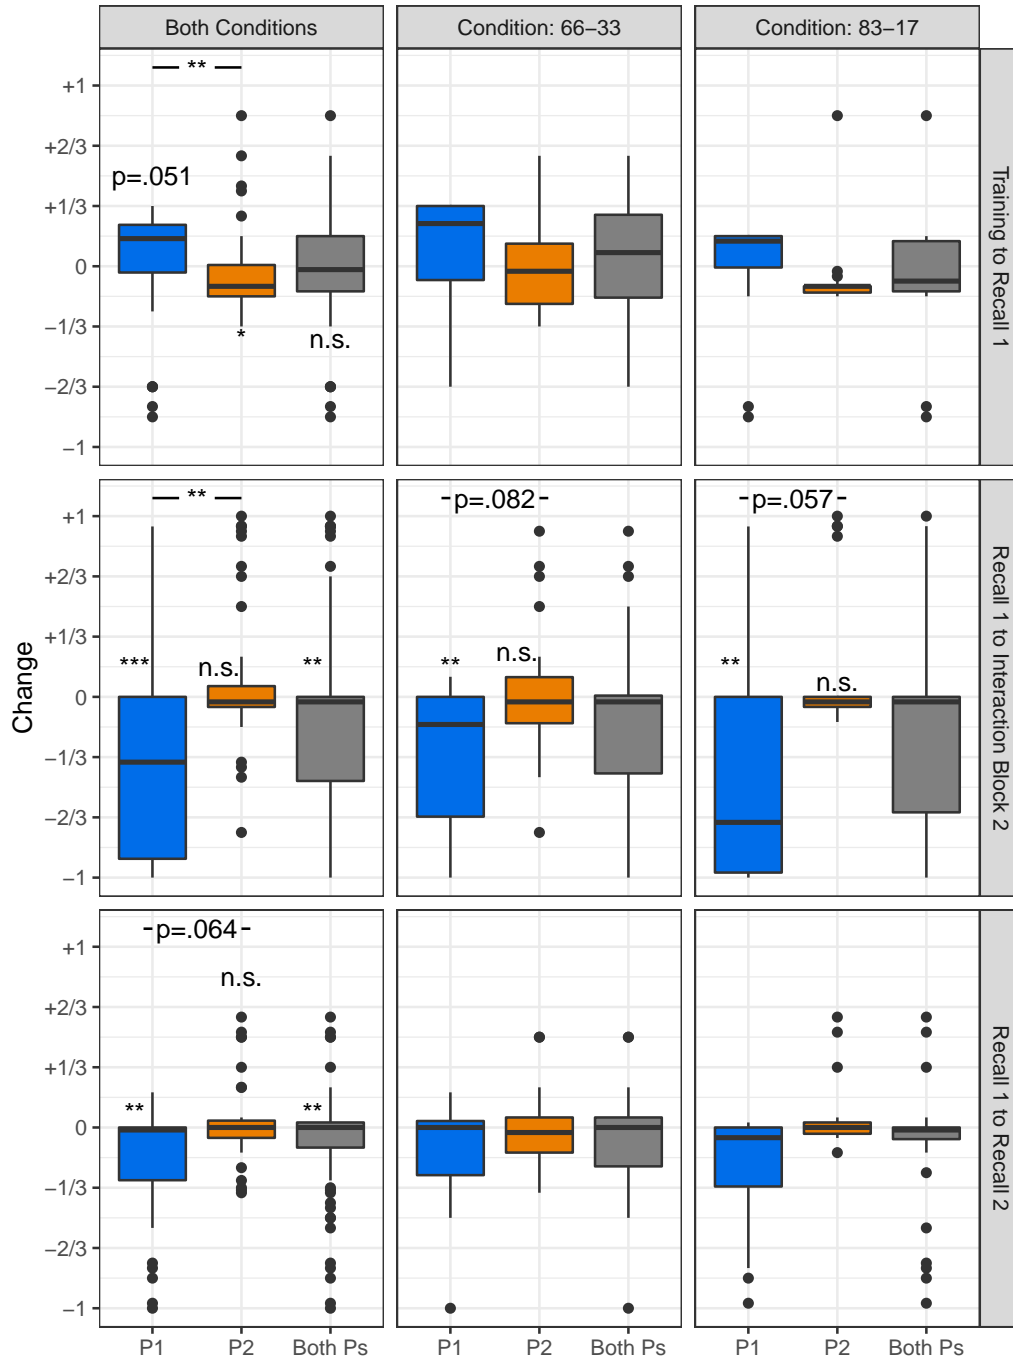 Both Conditions
Condition: 66−33
Condition: 83−17
Training to Recall 1
Recall 1 to Interaction Block 2
Recall 1 to Recall 2
Change
+1
+2/3
+1/3
0
−1/3
−2/3
−1
**
p=.051
*
n.s.
+1
+2/3
+1/3
0
−1/3
−2/3
−1
**
***
n.s.
**
p=.082
**
n.s.
p=.057
**
n.s.
+1
+2/3
+1/3
0
−1/3
−2/3
−1
p=.064
n.s.
**
**
P1 P2 Both Ps
P1 P2 Both Ps
P1 P2 Both Ps